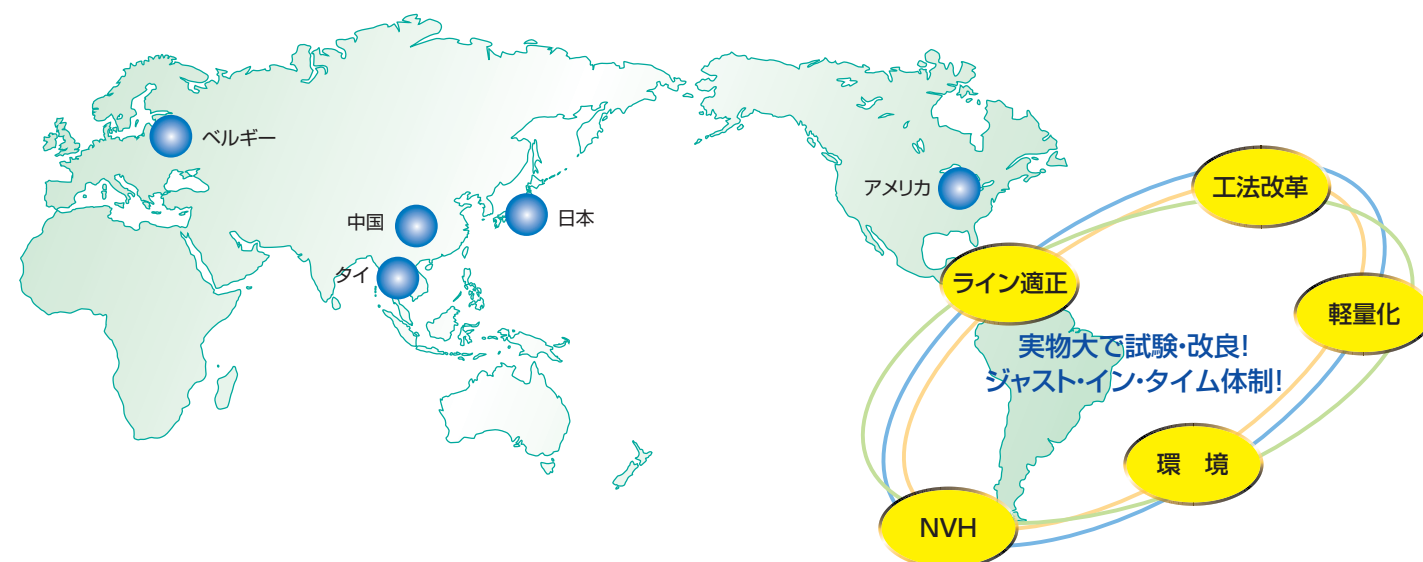 ベルギー
中国
日本
タイ
アメリカ
工法改革
ライン適正
軽量化
実物大で試験・改良!
ジャスト・イン・タイム体制!
環　境
NVH